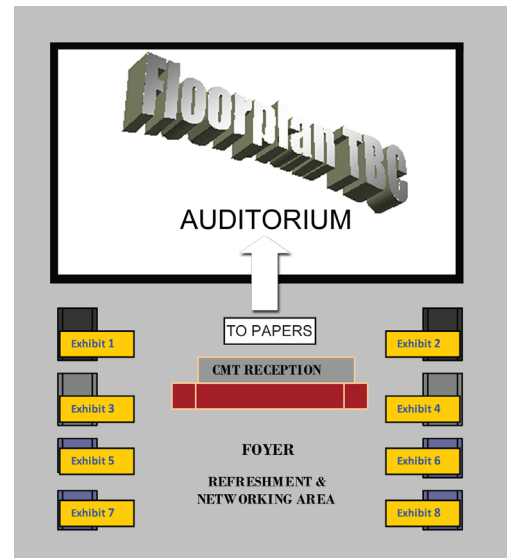 Floorplan TBC
AUDITORIUM
TO PAPERS
Exhibit 1
Exhibit 2
CMT RECEPTION
Exhibit 3
Exhibit 4
FOYER
Exhibit 5
Exhibit 6
REFRESHMENT &
NETWORKING AREA
Exhibit 7
Exhibit 8